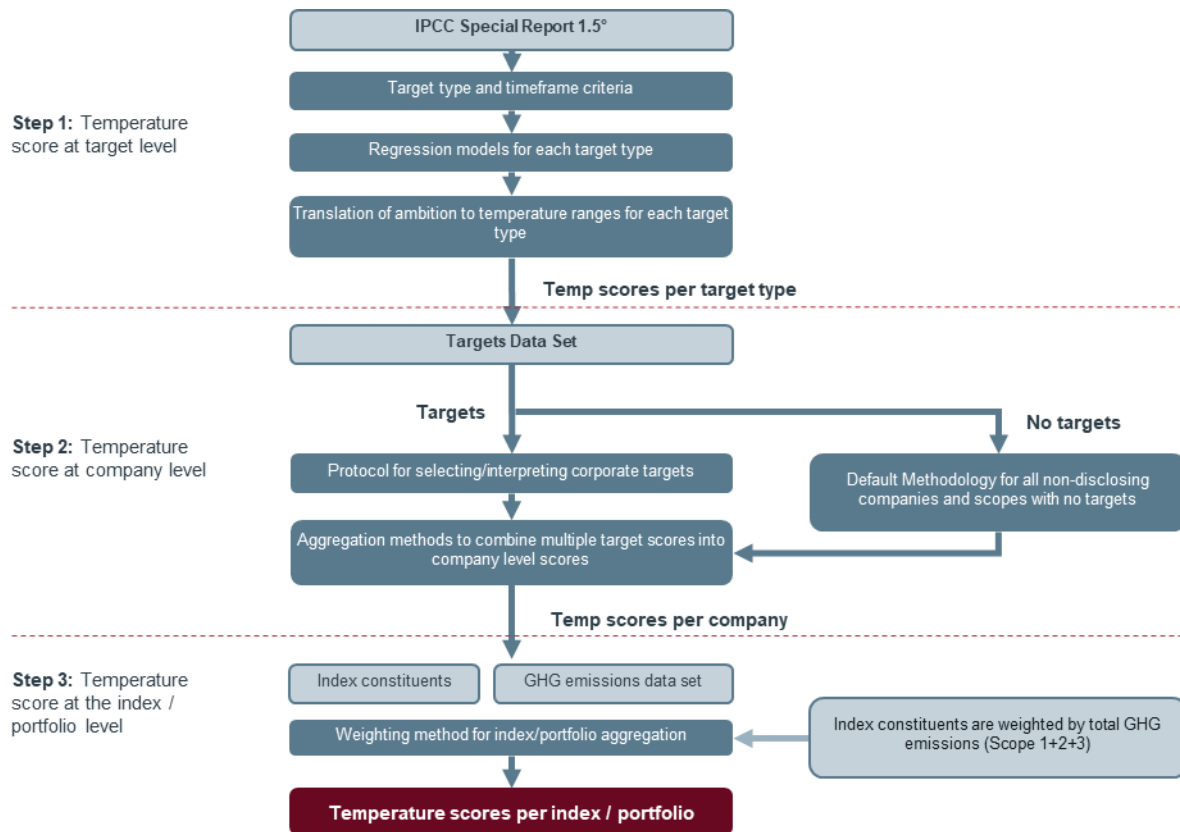 IPCC Special Report 1.5°
Target type and timeframe criteria
Step 1: Temperature
score at target level
Regression models for each target type
Translation of ambition to temperature ranges for each target
type
Temp scores per target type
Targets Data Set
Targets
No targets
Step 2: Temperature
score at company level
Protocol for selecting/interpreting corporate targets
Default Methodology for all non-disclosing
companies and scopes with no targets
Aggregation methods to combine multiple target scores into
company level scores
Temp scores per company
Step 3: Temperature
score at the index /
portfolio level
Index constituents
GHG emissions data set
Weighting method for index/portfolio aggregation
Index constituents are weighted by total GHG
emissions (Scope 1+2+3)
Temperature scores per index / portfolio